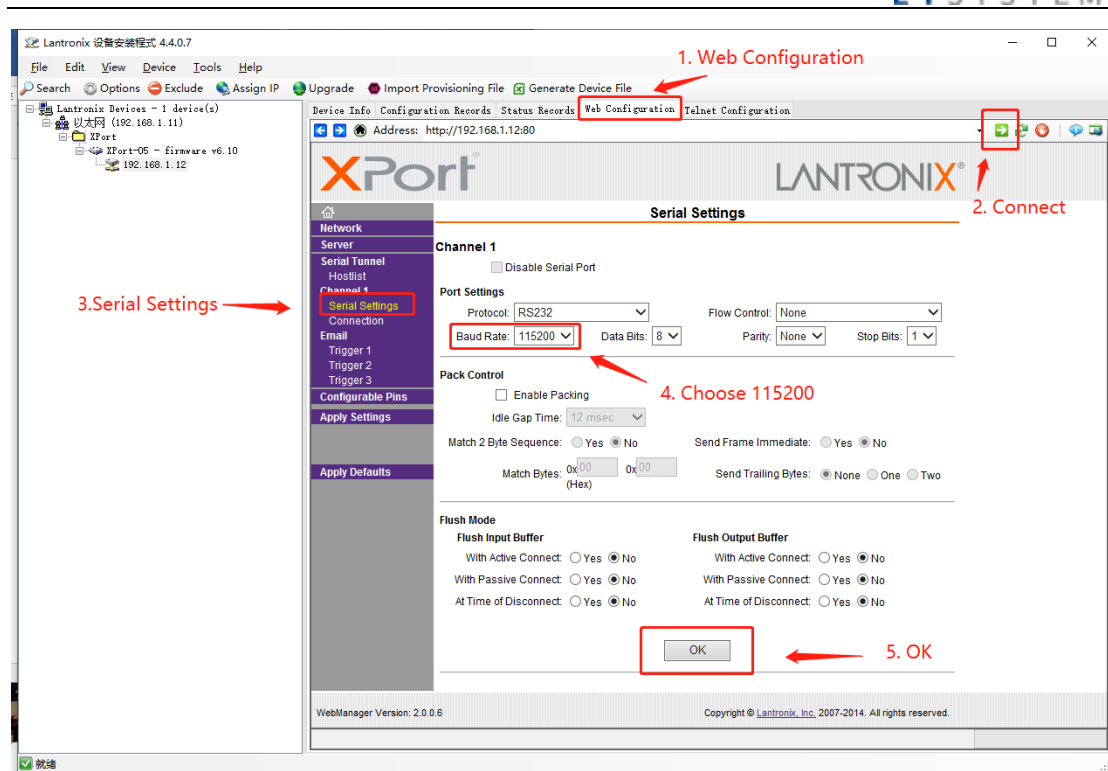 Lantronix 设备安装程式 4.4.0.7
File Edit View Device Tools Help
1. Web Configuration
Search Options Exclude Assign IP Upgrade Import Provisioning File Generate Device File
Lantronix Devices - 1 device(s)
以太网 (192.168.1.11)
XPort
XPort-05 - firmware v6.10
192.168.1.12
Device Info Configuration Records Status Records Web Configuration Telnet Configuration
Address: http://192.168.1.12:80
XPort®
LANTRONIX®
2. Connect
Network
Server
Serial Tunnel
Hostlist
Channel 1
Serial Settings
Connection
Email
Trigger 1
Trigger 2
Trigger 3
Configurable Pins
Apply Settings
Apply Defaults
3.Serial Settings
Serial Settings
Channel 1
Disable Serial Port
Port Settings
Protocol: RS232 Flow Control: None
Baud Rate: 115200 Data Bits: 8 Parity: None Stop Bits: 1
4. Choose 115200
Pack Control
Enable Packing
Idle Gap Time: 12 msec
Match 2 Byte Sequence: Yes No Send Frame Immediate: Yes No
Match Bytes: 0x00 0x00 Send Trailing Bytes: None One Two
(Hex)
Flush Mode
Flush Input Buffer Flush Output Buffer
With Active Connect: Yes No With Active Connect: Yes No
With Passive Connect: Yes No With Passive Connect: Yes No
At Time of Disconnect: Yes No At Time of Disconnect: Yes No
OK
5. OK
WebManager Version: 2.0.0.6 Copyright © Lantronix, Inc. 2007-2014. All rights reserved.
就绪